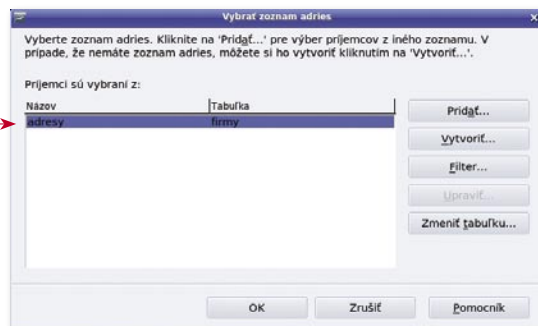 Vybrať zoznam adries
Vyberte zoznam adries. Kliknite na 'Pridať...' pre výber príjemcov z iného zoznamu. V
prípade, že nemáte zoznam adries, môžete si ho vytvoriť kliknutím na 'Vytvoriť...'.
Príjemci sú vybraní z:
Názov Tabuľka
adresy firmy
Pridať...
Vytvoriť...
Filter...
Upraviť...
Zmeniť tabuľku...
OK Zrušiť Pomocník